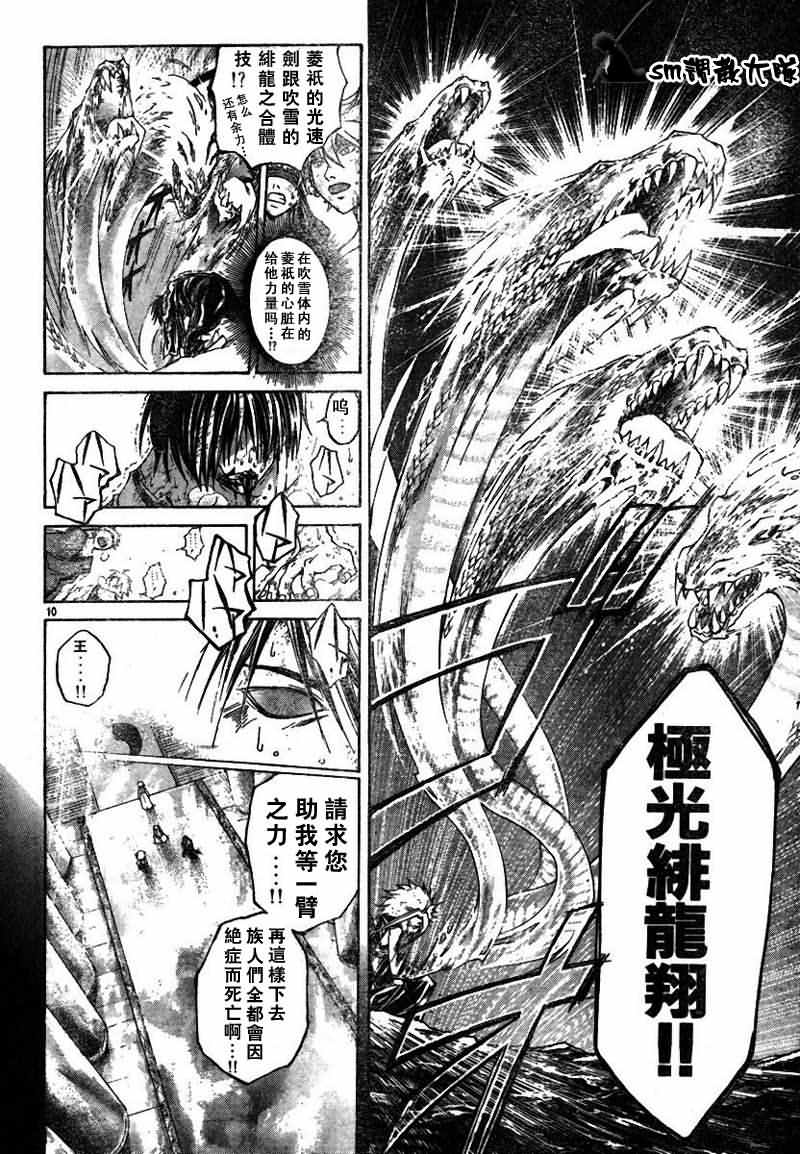 極光緋龍翔!!
菱祇的光速
劍跟吹雪的
緋龍之合體
技!?
怎么
还有余力…
在吹雪体内的
菱祇的心脏在
给他力量吗…!?
呜
10
王
…!!
請求您
助我等一臂
之力
…!!
再這樣下去
族人們全都會因
絕症而死亡啊…!!